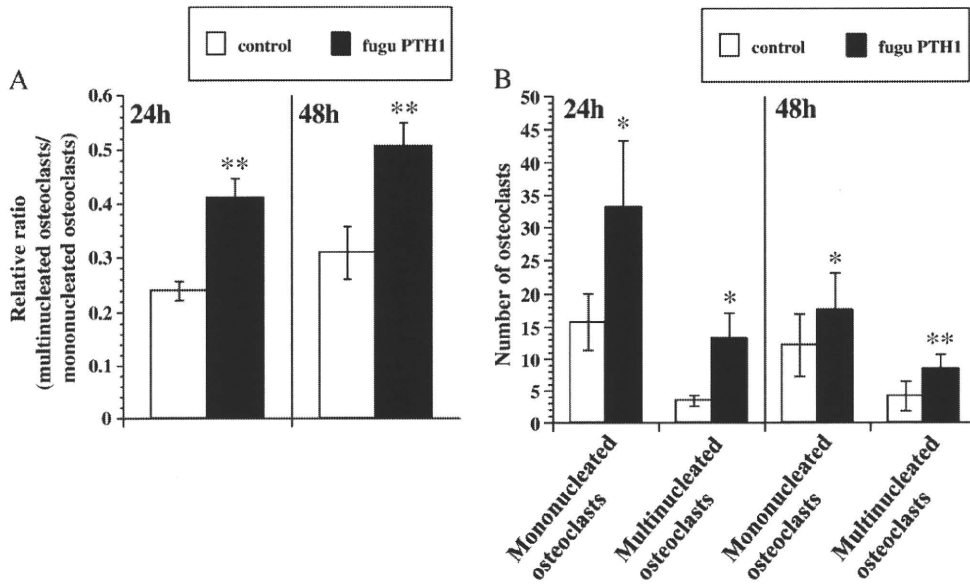 control fugu PTH1
A
0.6
0.5
0.4
0.3
0.2
0.1
0
Relative ratio
(multinucleated osteoclasts/
mononucleated osteoclasts)
24h
**
48h
**
control fugu PTH1
B
50
45
40
35
30
25
20
15
10
5
0
Number of osteoclasts
24h
*
*
48h
*
**
Mononucleated
osteoclasts
Multinucleated
osteoclasts
Mononucleated
osteoclasts
Multinucleated
osteoclasts